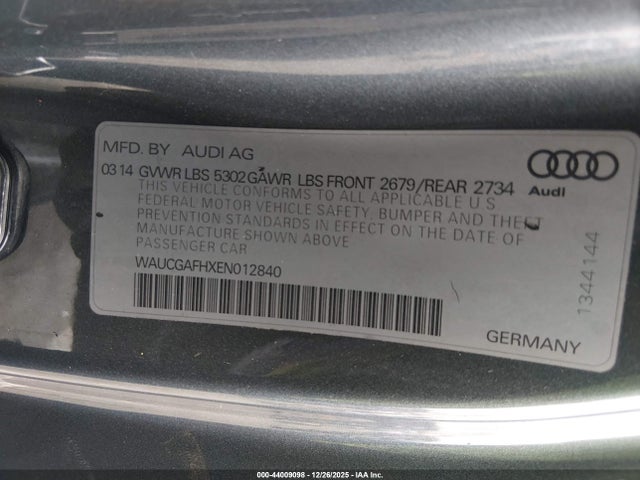 MFD. BY AUDI AG
03 14 GVWR LBS 5302 GAWR LBS FRONT 2679/REAR 2734
THIS VEHICLE CONFORMS TO ALL APPLICABLE U S
FEDERAL MOTOR VEHICLE SAFETY, BUMPER AND THEFT
PREVENTION STANDARDS IN EFFECT ON THE DATE OF
MANUFACTURE SHOWN ABOVE
PASSENGER CAR
WAUCGAFHXEN012840
Audi
1344144
GERMANY
000-44009098 - 12/26/2025 - IAA Inc.